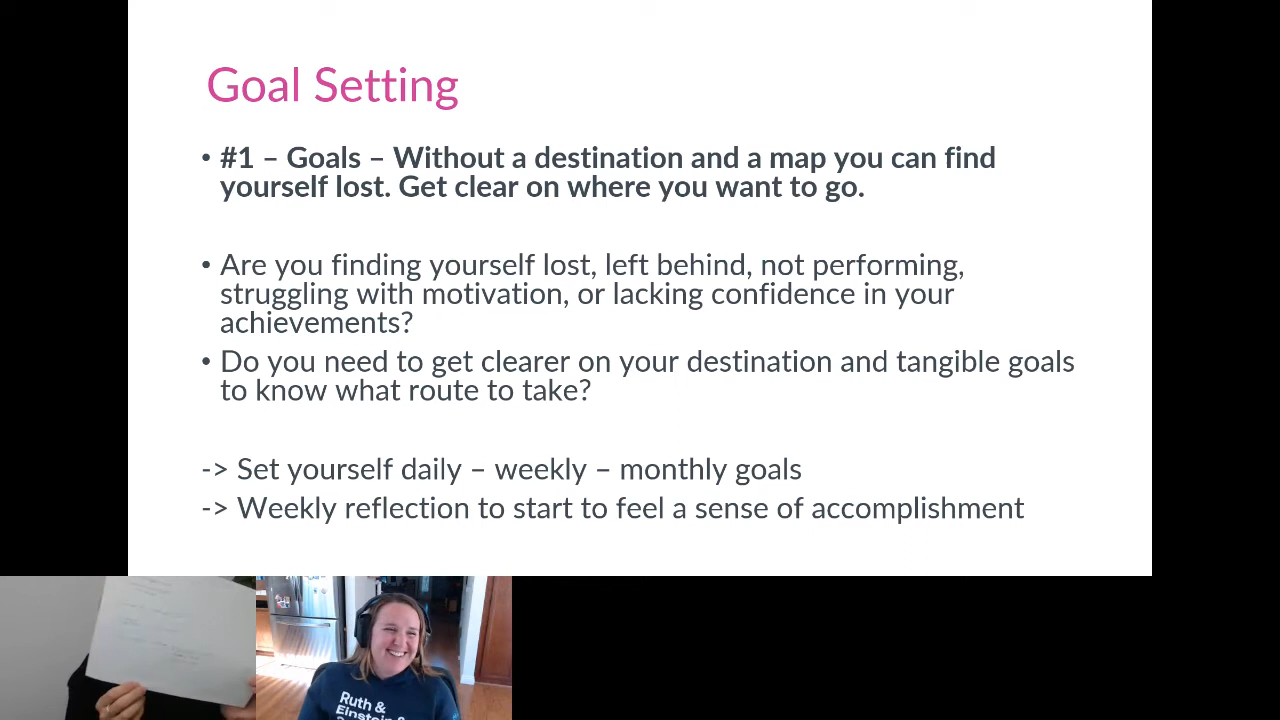 Goal Setting
• #1 – Goals – Without a destination and a map you can find
yourself lost. Get clear on where you want to go.
• Are you finding yourself lost, left behind, not performing,
struggling with motivation, or lacking confidence in your
achievements?
• Do you need to get clearer on your destination and tangible goals
to know what route to take?
-> Set yourself daily – weekly – monthly goals
-> Weekly reflection to start to feel a sense of accomplishment
Ruth &
Einstein &